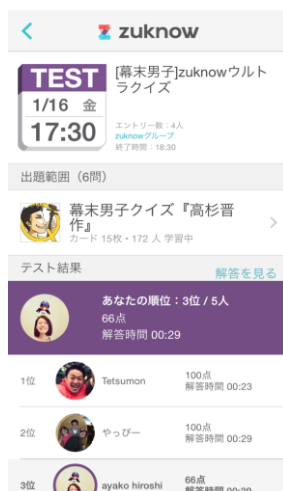 zuknow
TEST
1/16 金
17:30
[幕末男子]zuknowウルト
ラクイズ
エントリー数：4人
zuknowグループ
終了時間：18:30
出題範囲（6問）
幕末男子クイズ『高杉晋
作』
カード 15枚・172 人 学習中
テスト結果
解答を見る
あなたの順位：3位 / 5人
66点
解答時間 00:29
1位
Tetsumon
100点
解答時間 00:23
2位
やっぴー
100点
解答時間 00:29
3位
ayako hiroshi
66点
解答時間 00:29